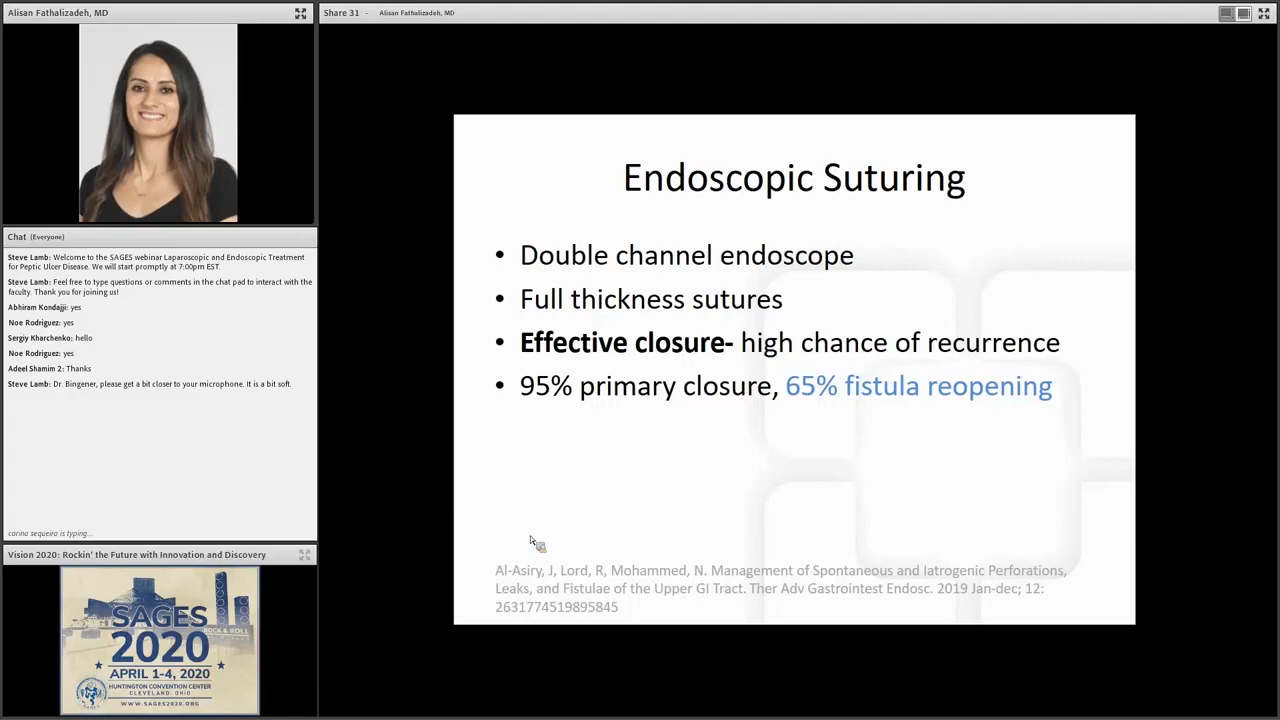 Alisan Fathalizadeh, MD
Share 31 - Alisan Fathalizadeh, MD
Chat (Everyone)
Steve Lamb: Welcome to the SAGES webinar Laparoscopic and Endoscopic Treatment
for Peptic Ulcer Disease. We will start promptly at 7:00pm EST.
Steve Lamb: Feel free to type questions or comments in the chat pad to interact with the
faculty. Thank you for joining us!
Abhiram Kondajji: yes
Noe Rodriguez: yes
Sergiy Kharchenko: hello
Noe Rodriguez: yes
Adeel Shamim 2: Thanks
Steve Lamb: Dr. Bingener, please get a bit closer to your microphone. It is a bit soft.
carina sequeira is typing...
Vision 2020: Rockin' the Future with Innovation and Discovery
SAGES
ROCK & ROLL
2020
APRIL 1-4, 2020
HUNTINGTON CONVENTION CENTER
CLEVELAND, OHIO
WWW.SAGES2020.ORG
Endoscopic Suturing
• Double channel endoscope
• Full thickness sutures
• Effective closure- high chance of recurrence
• 95% primary closure, 65% fistula reopening
Al-Asiry, J, Lord, R, Mohammed, N. Management of Spontaneous and Iatrogenic Perforations,
Leaks, and Fistulae of the Upper GI Tract. Ther Adv Gastrointest Endosc. 2019 Jan-dec; 12:
2631774519895845